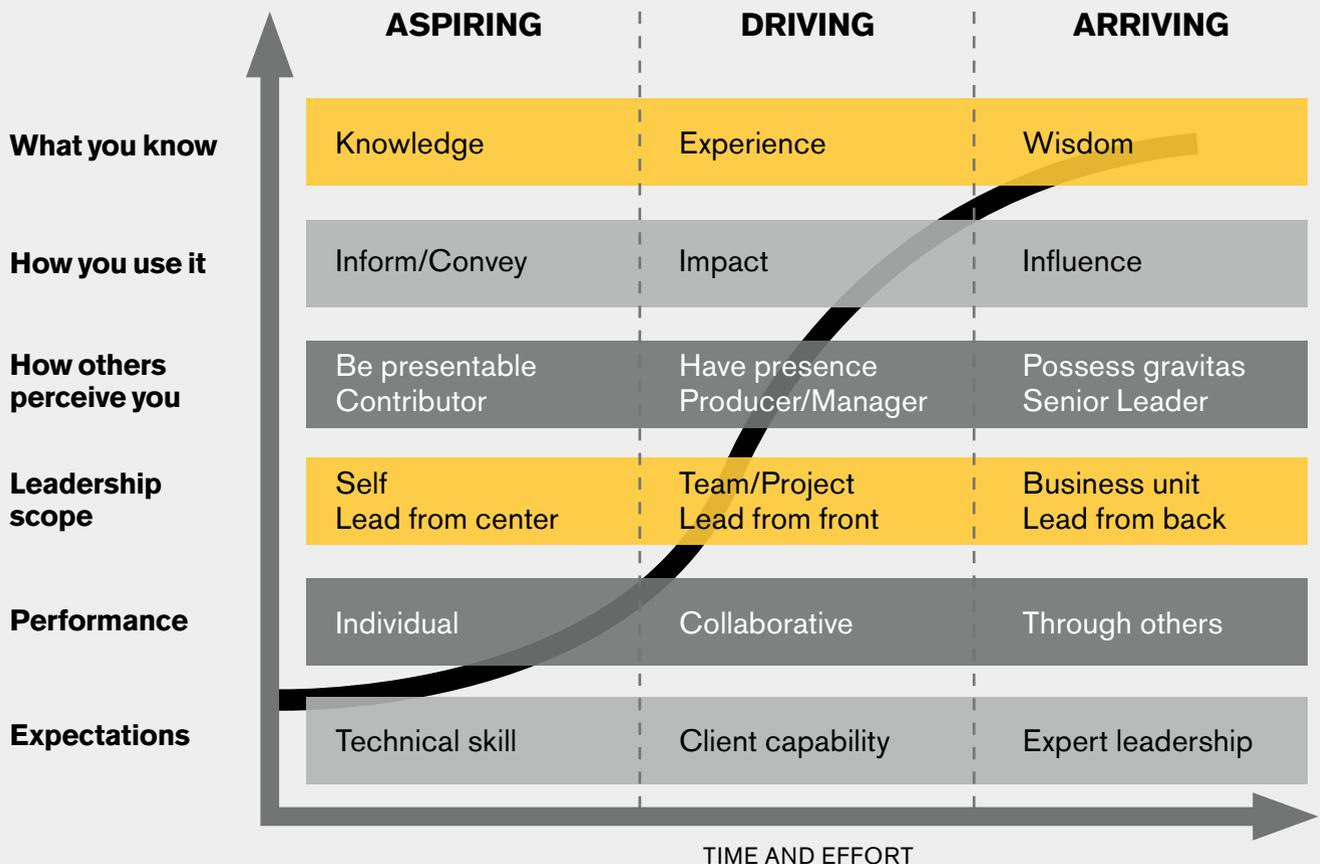 ASPIRING DRIVING ARRIVING
What you know Knowledge Experience Wisdom
How you use it Inform/Convey Impact Influence
How others Be presentable Have presence Possess gravitas
perceive you Contributor Producer/Manager Senior Leader
Leadership Self Team/Project Business unit
scope Lead from center Lead from front Lead from back
Performance Individual Collaborative Through others
Expectations Technical skill Client capability Expert leadership
TIME AND EFFORT